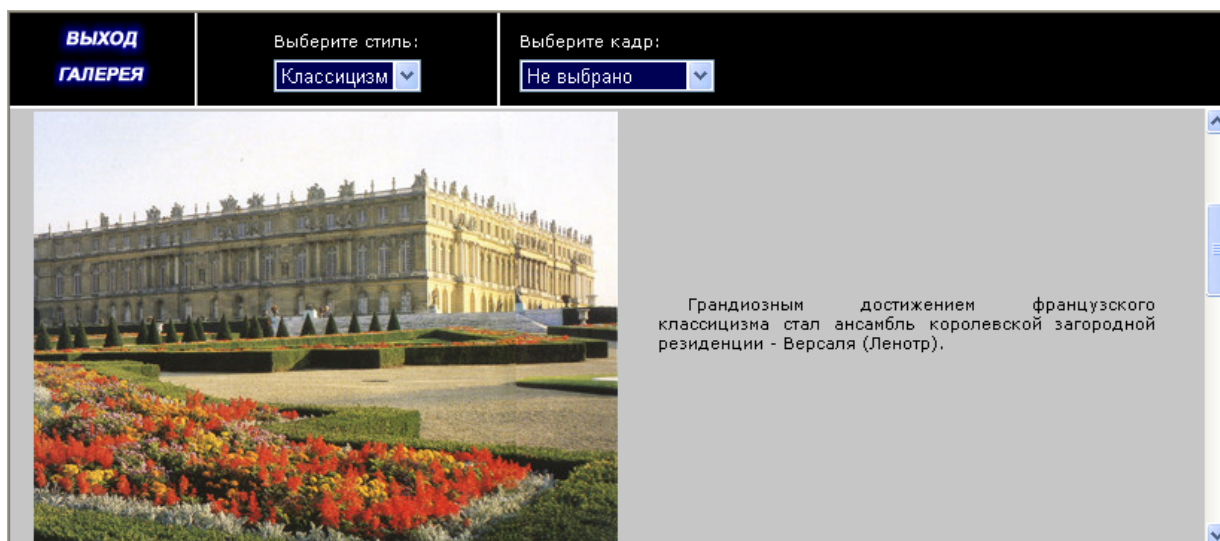 ВЫХОД
ГАЛЕРЕЯ
Выберите стиль:
Классицизм
Выберите кадр:
Не выбрано
Грандиозным достижением французского
классицизма стал ансамбль королевской загородной
резиденции - Версаля (Ленотр).